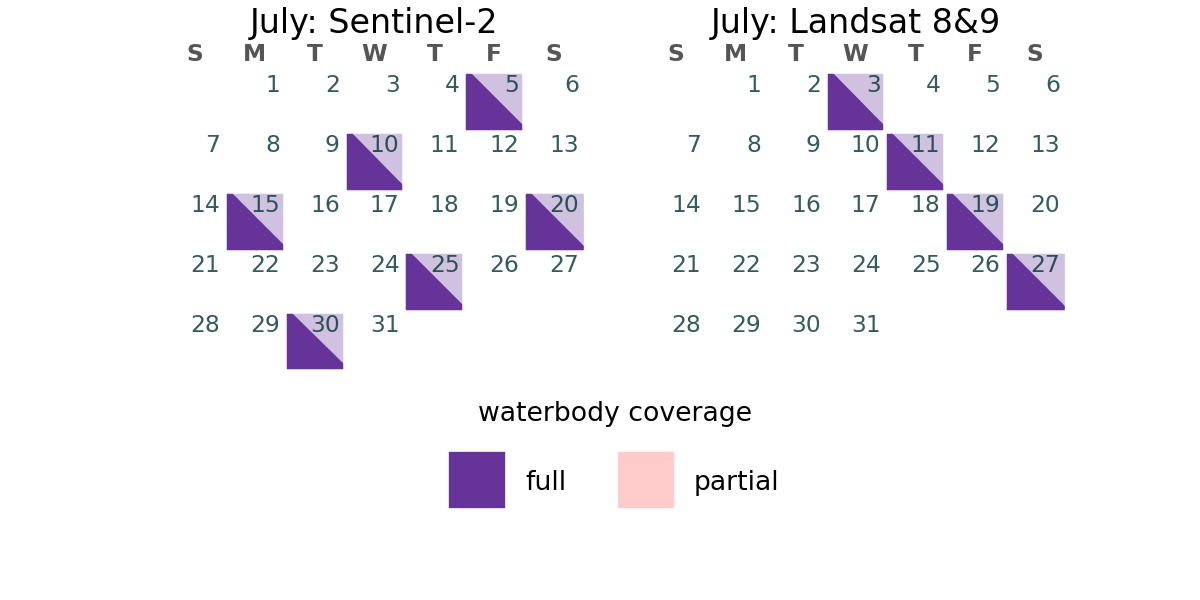 July: Sentinel-2
S M T W T F S
1 2 3 4 5 6
7 8 9 10 11 12 13
14 15 16 17 18 19 20
21 22 23 24 25 26 27
28 29 30 31
July: Landsat 8&9
S M T W T F S
1 2 3 4 5 6
7 8 9 10 11 12 13
14 15 16 17 18 19 20
21 22 23 24 25 26 27
28 29 30 31
waterbody coverage
full partial